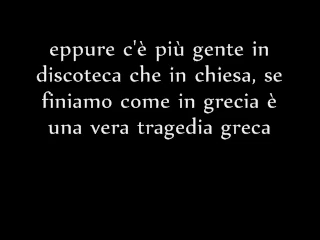 eppure c'è più gente in
discoteca che in chiesa, se
finiamo come in grecia è
una vera tragedia greca